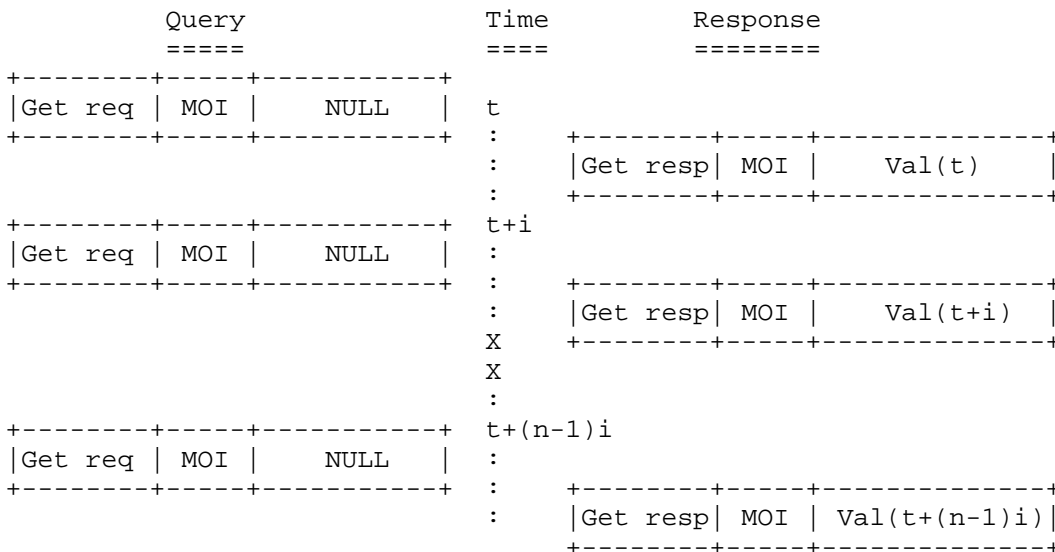 Query                Time         Response
          =====                ====         ========
+--------+-----+-----------+
|Get req | MOI |    NULL   |   t
+--------+-----+-----------+   :    +--------+-----+--------------+
                               :    |Get resp| MOI |    Val(t)    |
                               :    +--------+-----+--------------+
+--------+-----+-----------+   t+i
|Get req | MOI |    NULL   |   :
+--------+-----+-----------+   :    +--------+-----+--------------+
                               :    |Get resp| MOI |    Val(t+i)  |
                               X    +--------+-----+--------------+
                               X
                               :
+--------+-----+-----------+   t+(n-1)i
|Get req | MOI |    NULL   |   :
+--------+-----+-----------+   :    +--------+-----+--------------+
                               :    |Get resp| MOI | Val(t+(n-1)i)|
                                    +--------+-----+--------------+